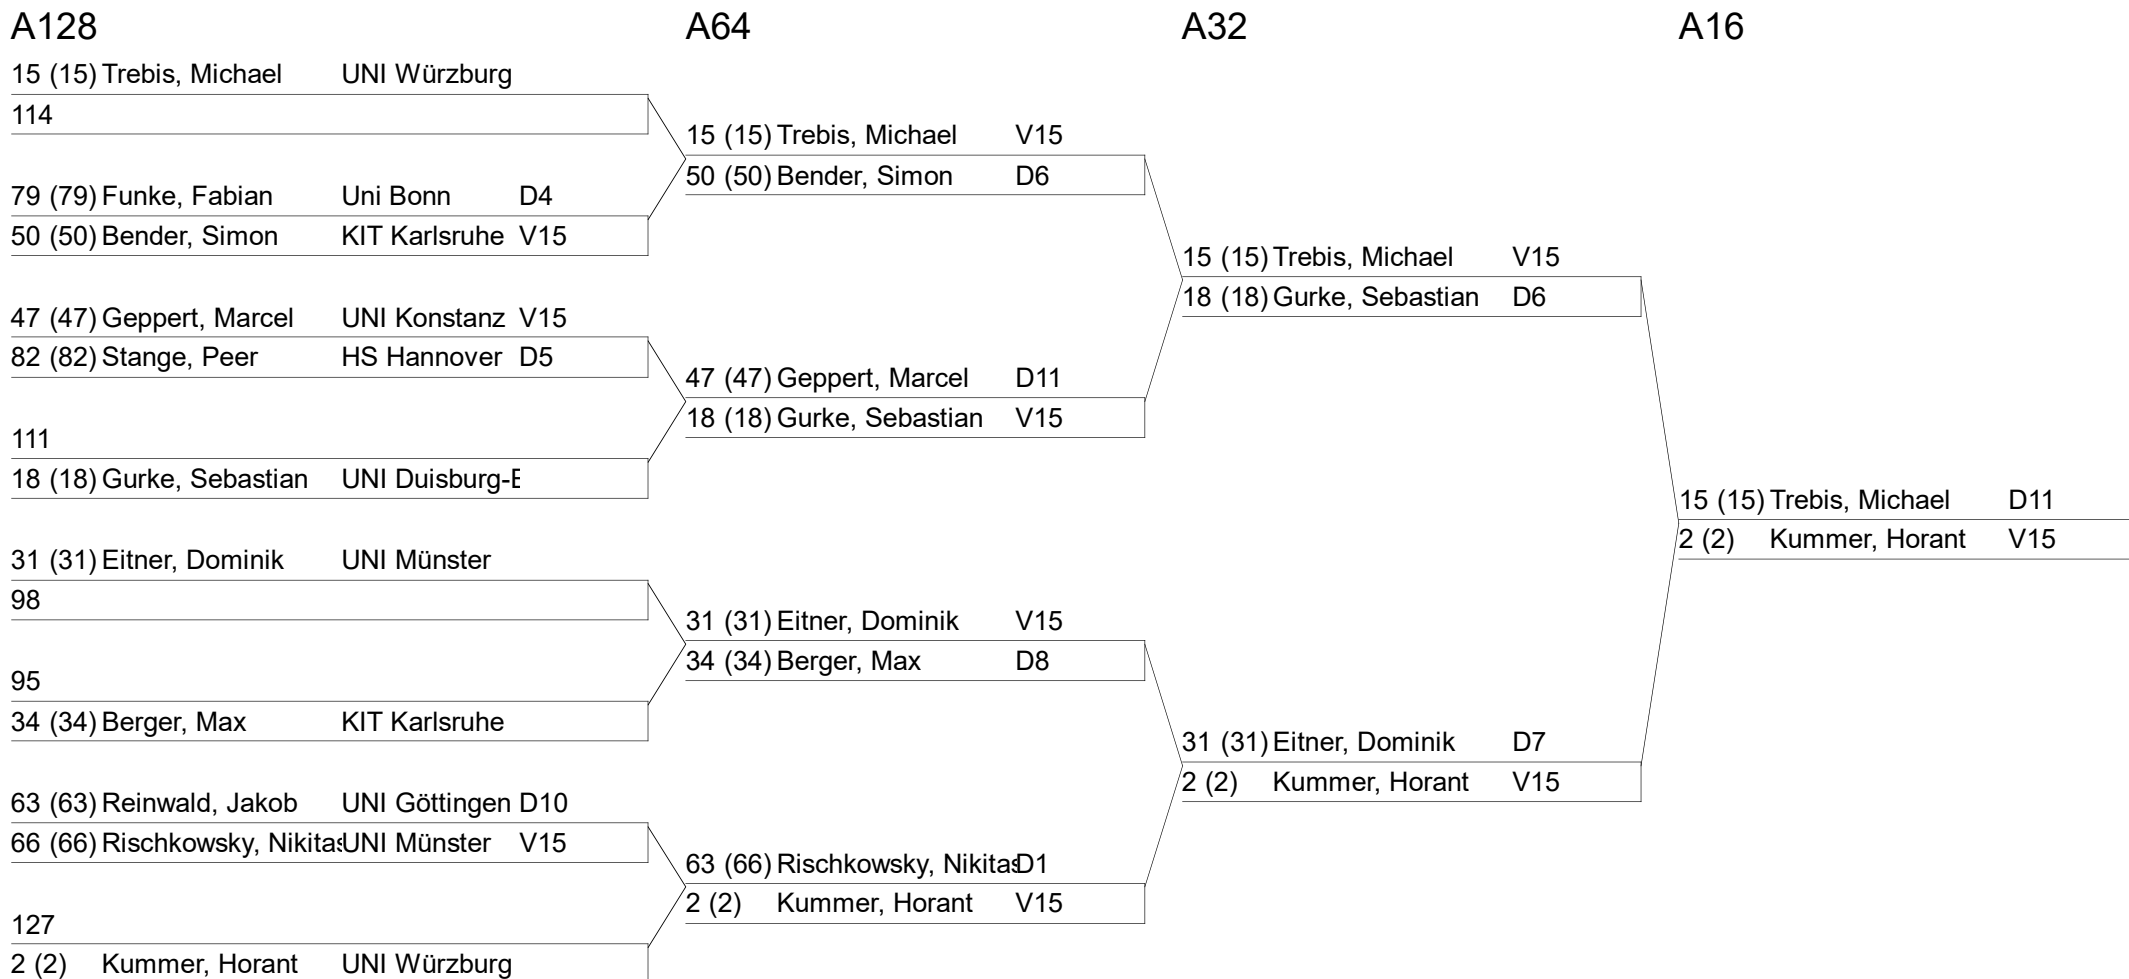 A128 A64 A32 A16
15 (15) Trebis, Michael UNI Würzburg
114
15 (15) Trebis, Michael V15
50 (50) Bender, Simon D6
79 (79) Funke, Fabian Uni Bonn D4
50 (50) Bender, Simon KIT Karlsruhe V15
15 (15) Trebis, Michael V15
18 (18) Gurke, Sebastian D6
47 (47) Geppert, Marcel UNI Konstanz V15
82 (82) Stange, Peer HS Hannover D5
47 (47) Geppert, Marcel D11
18 (18) Gurke, Sebastian V15
111
18 (18) Gurke, Sebastian UNI Duisburg-E
15 (15) Trebis, Michael D11
2 (2) Kummer, Horant V15
31 (31) Eitner, Dominik UNI Münster
98
31 (31) Eitner, Dominik V15
34 (34) Berger, Max D8
95
34 (34) Berger, Max KIT Karlsruhe
31 (31) Eitner, Dominik D7
2 (2) Kummer, Horant V15
63 (63) Reinwald, Jakob UNI Göttingen D10
66 (66) Rischkowsky, Nikitas UNI Münster V15
63 (66) Rischkowsky, Nikitas D1
2 (2) Kummer, Horant V15
127
2 (2) Kummer, Horant UNI Würzburg